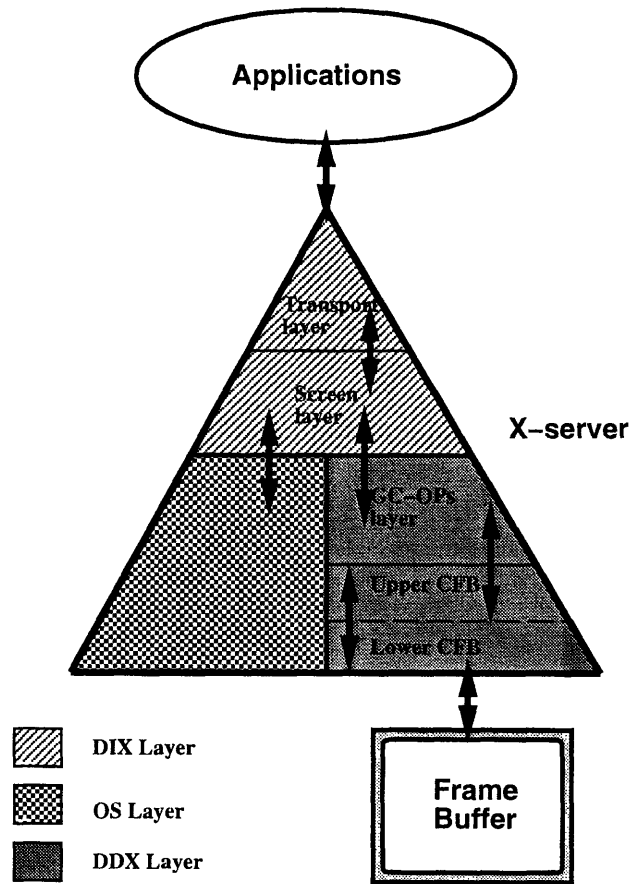 Applications
Transport
layer
Screen
layer
X-server
GC-OPs
layer
Upper CFB
Lower CFB
DIX Layer
OS Layer
DDX Layer
Frame
Buffer